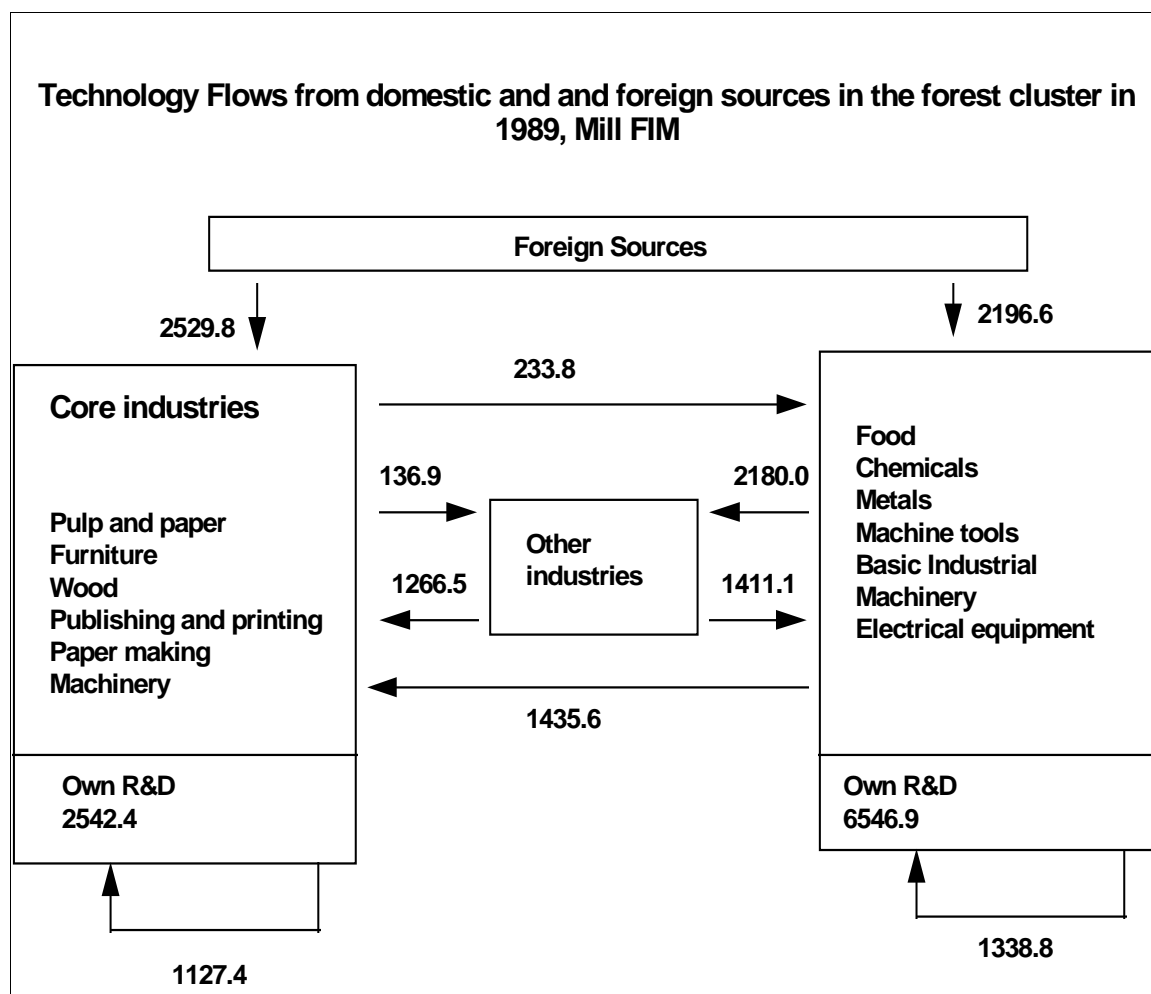 Technology Flows from domestic and and foreign sources in the forest cluster in
1989, Mill FIM
Foreign Sources
2529.8
2196.6
233.8
Core industries
136.9
2180.0
Food
Chemicals
Metals
Machine tools
Basic Industrial
Machinery
Electrical equipment
Pulp and paper
Furniture
Wood
Publishing and printing
Paper making
Machinery
Other
industries
1266.5
1411.1
1435.6
Own R&D
2542.4
Own R&D
6546.9
1127.4
1338.8